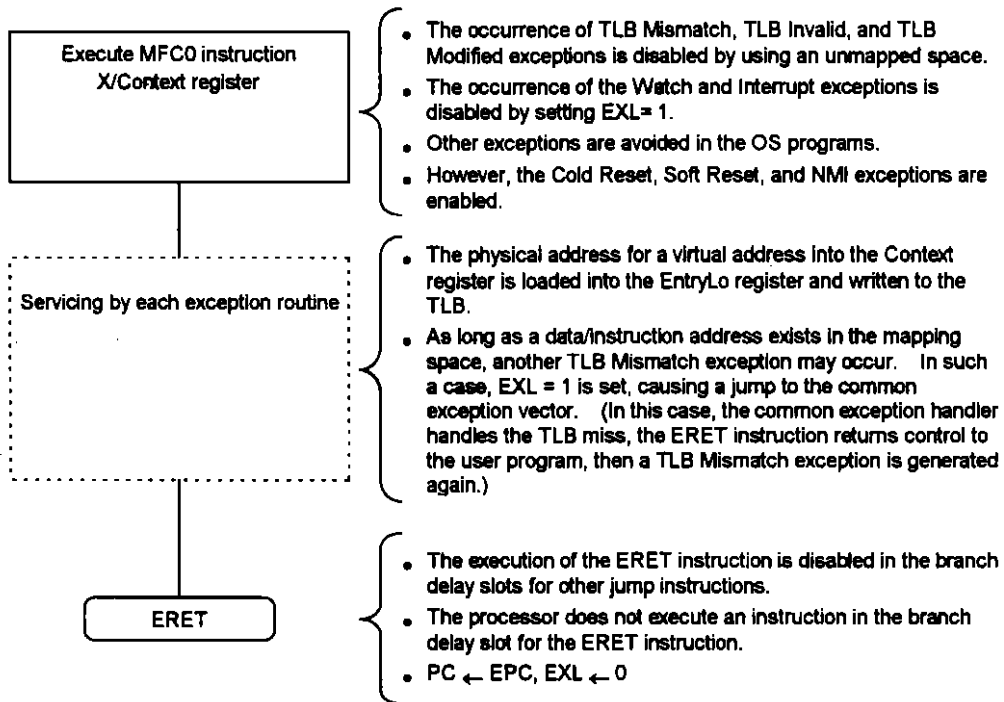 Execute MFC0 instruction
X/Context register
• The occurrence of TLB Mismatch, TLB Invalid, and TLB
Modified exceptions is disabled by using an unmapped space.
• The occurrence of the Watch and Interrupt exceptions is
disabled by setting EXL= 1.
• Other exceptions are avoided in the OS programs.
• However, the Cold Reset, Soft Reset, and NMI exceptions are
enabled.
Servicing by each exception routine
• The physical address for a virtual address into the Context
register is loaded into the EntryLo register and written to the
TLB.
• As long as a data/instruction address exists in the mapping
space, another TLB Mismatch exception may occur. In such
a case, EXL = 1 is set, causing a jump to the common
exception vector. (In this case, the common exception handler
handles the TLB miss, the ERET instruction returns control to
the user program, then a TLB Mismatch exception is generated
again.)
ERET
• The execution of the ERET instruction is disabled in the branch
delay slots for other jump instructions.
• The processor does not execute an instruction in the branch
delay slot for the ERET instruction.
• PC ← EPC, EXL ← 0